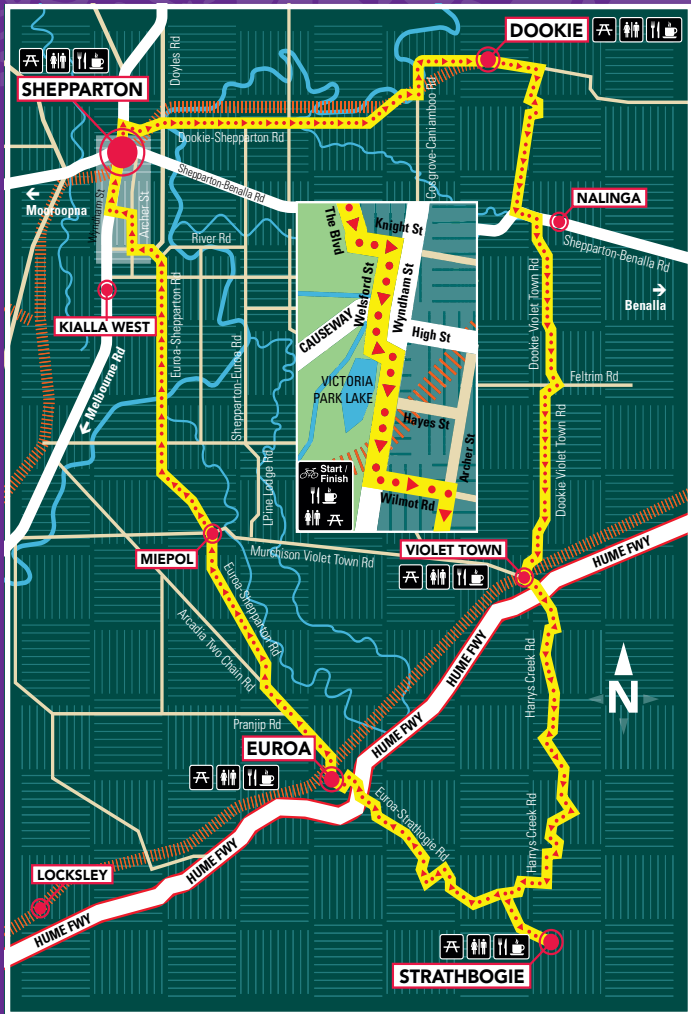 DOOKIE
SHEPPARTON
Doyles Rd
Dookie-Shepparton Rd
Cosgrove-Caniamboo Rd
Shepparton-Benalla Rd
←
Mooroopna
Wyndham St
Archer St
River Rd
NALINGA
Shepparton-Benalla Rd
→
Benalla
KIALLA WEST
← Melbourne Rd
Euroa-Shepparton Rd
Shepparton-Euroa Rd
LPine Lodge Rd
The Blvd
Knight St
Welsford St
Wyndham St
CAUSEWAY
High St
VICTORIA
PARK LAKE
Hayes St
Archer St
Start /
Finish
Wilmot Rd
Dookie Violet Town Rd
Feltrim Rd
Dookie Violet Town Rd
MIEPOL
Murchison Violet Town Rd
VIOLET TOWN
HUME FWY
HUME FWY
Euroa-Shepparton Rd
Arcadia Two Chain Rd
Harrys Creek Rd
N
Pranjip Rd
EUROA
HUME FWY
Euroa-Strathogie Rd
Harrys Creek Rd
HUME FWY
LOCKSLEY
HUME FWY
STRATHBOGIE